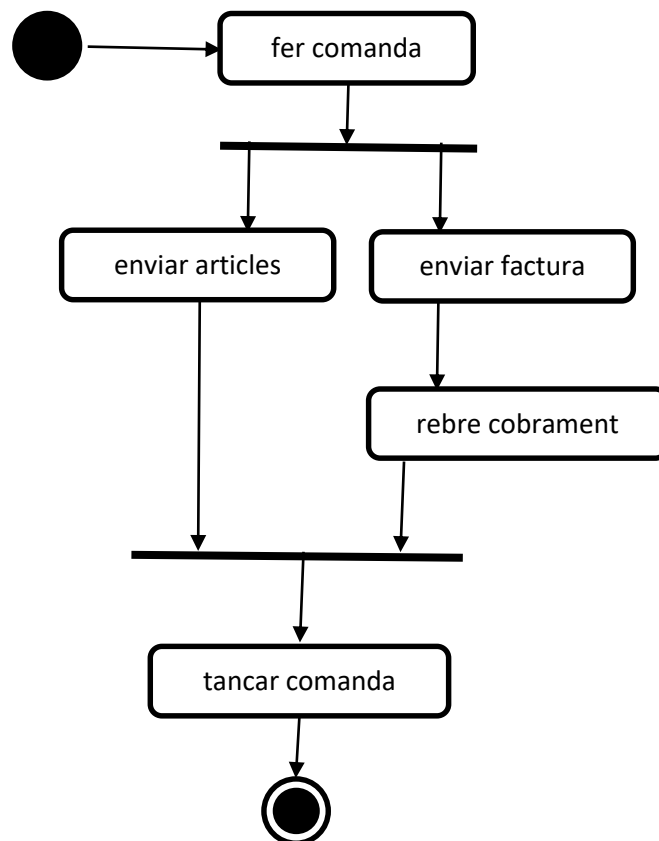 fer comanda
enviar articles
enviar factura
rebre cobrament
tancar comanda